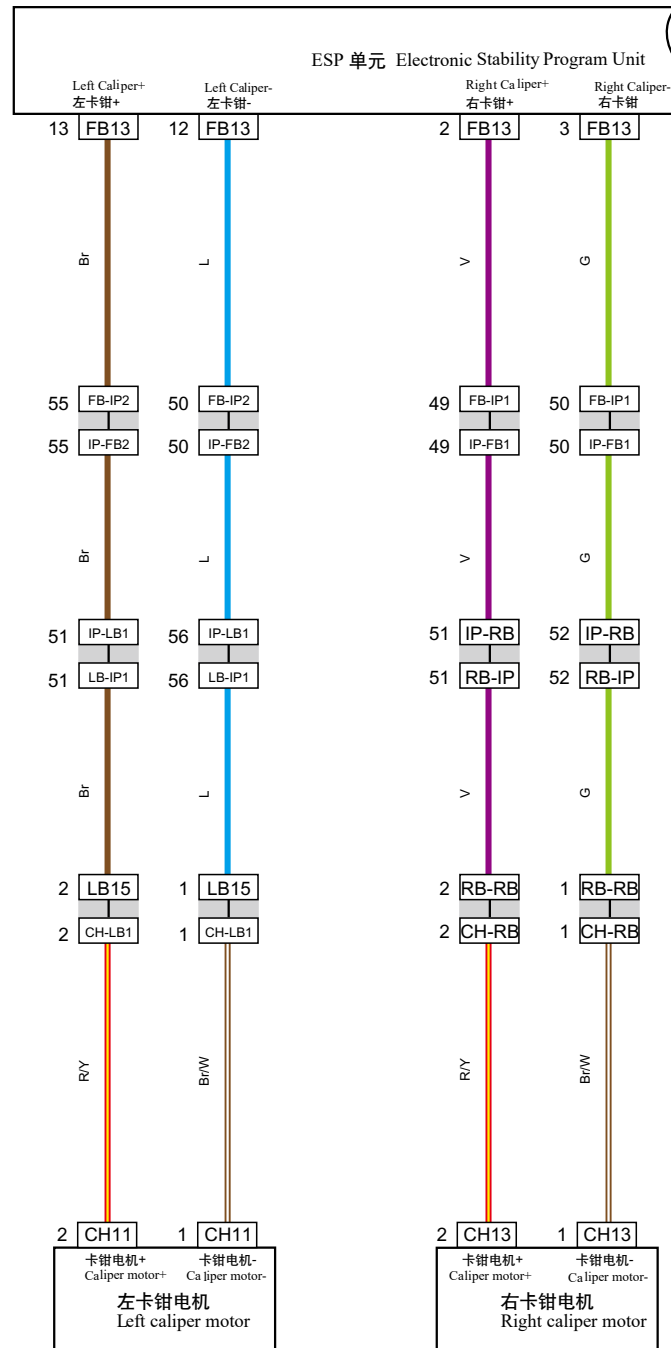 ESP 单元 Electronic Stability Program Unit
Left Caliper+ Left Caliper- Right Caliper+ Right Caliper-
左卡钳+ 左卡钳- 右卡钳+ 右卡钳
13 FB13 12 FB13 2 FB13 3 FB13
Br L V G
55 FB-IP2 50 FB-IP2 49 FB-IP1 50 FB-IP1
55 IP-FB2 50 IP-FB2 49 IP-FB1 50 IP-FB1
Br L V G
51 IP-LB1 56 IP-LB1 51 IP-RB 52 IP-RB
51 LB-IP1 56 LB-IP1 51 RB-IP 52 RB-IP
Br L V G
2 LB15 1 LB15 2 RB-RB 1 RB-RB
2 CH-LB1 1 CH-LB1 2 CH-RB 1 CH-RB
R/Y Br/W R/Y Br/W
2 CH11 1 CH11 2 CH13 1 CH13
卡钳电机+ 卡钳电机- 卡钳电机+ 卡钳电机-
Caliper motor+ Caliper motor- Caliper motor+ Caliper motor-
左卡钳电机 右卡钳电机
Left caliper motor Right caliper motor